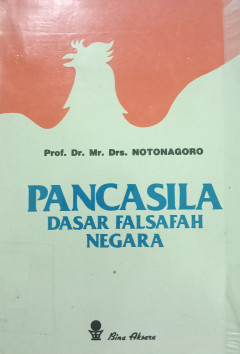 Prof. Dr. Mr. Drs. NOTONAGORO
PANCASILA
DASAR FALSAFAH
NEGARA
Bina Aksara